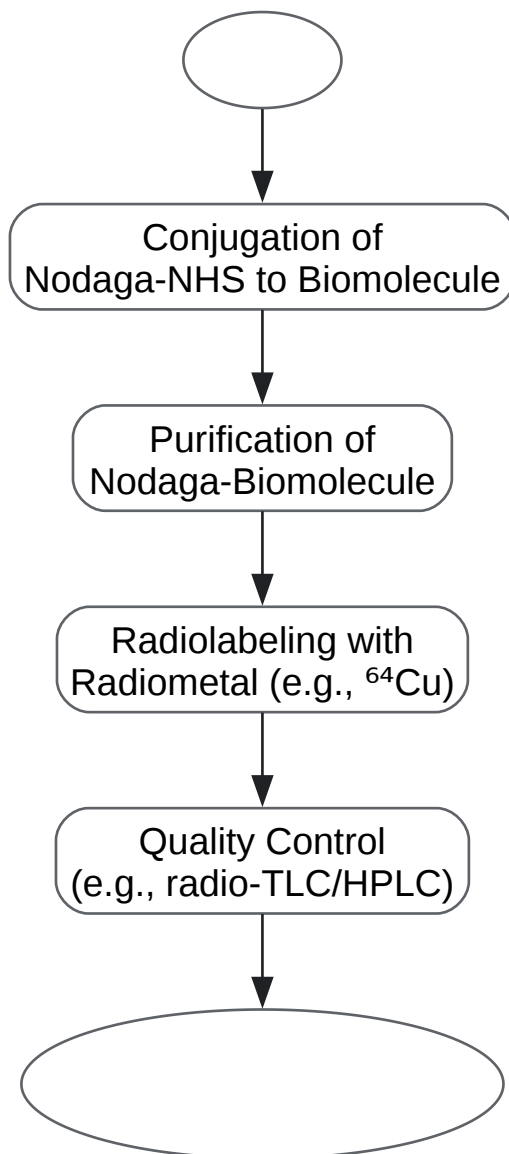 Conjugation of
Nodaga-NHS to Biomolecule
Purification of
Nodaga-Biomolecule
Radiolabeling with
Radiometal (e.g., ⁶⁴Cu)
Quality Control
(e.g., radio-TLC/HPLC)